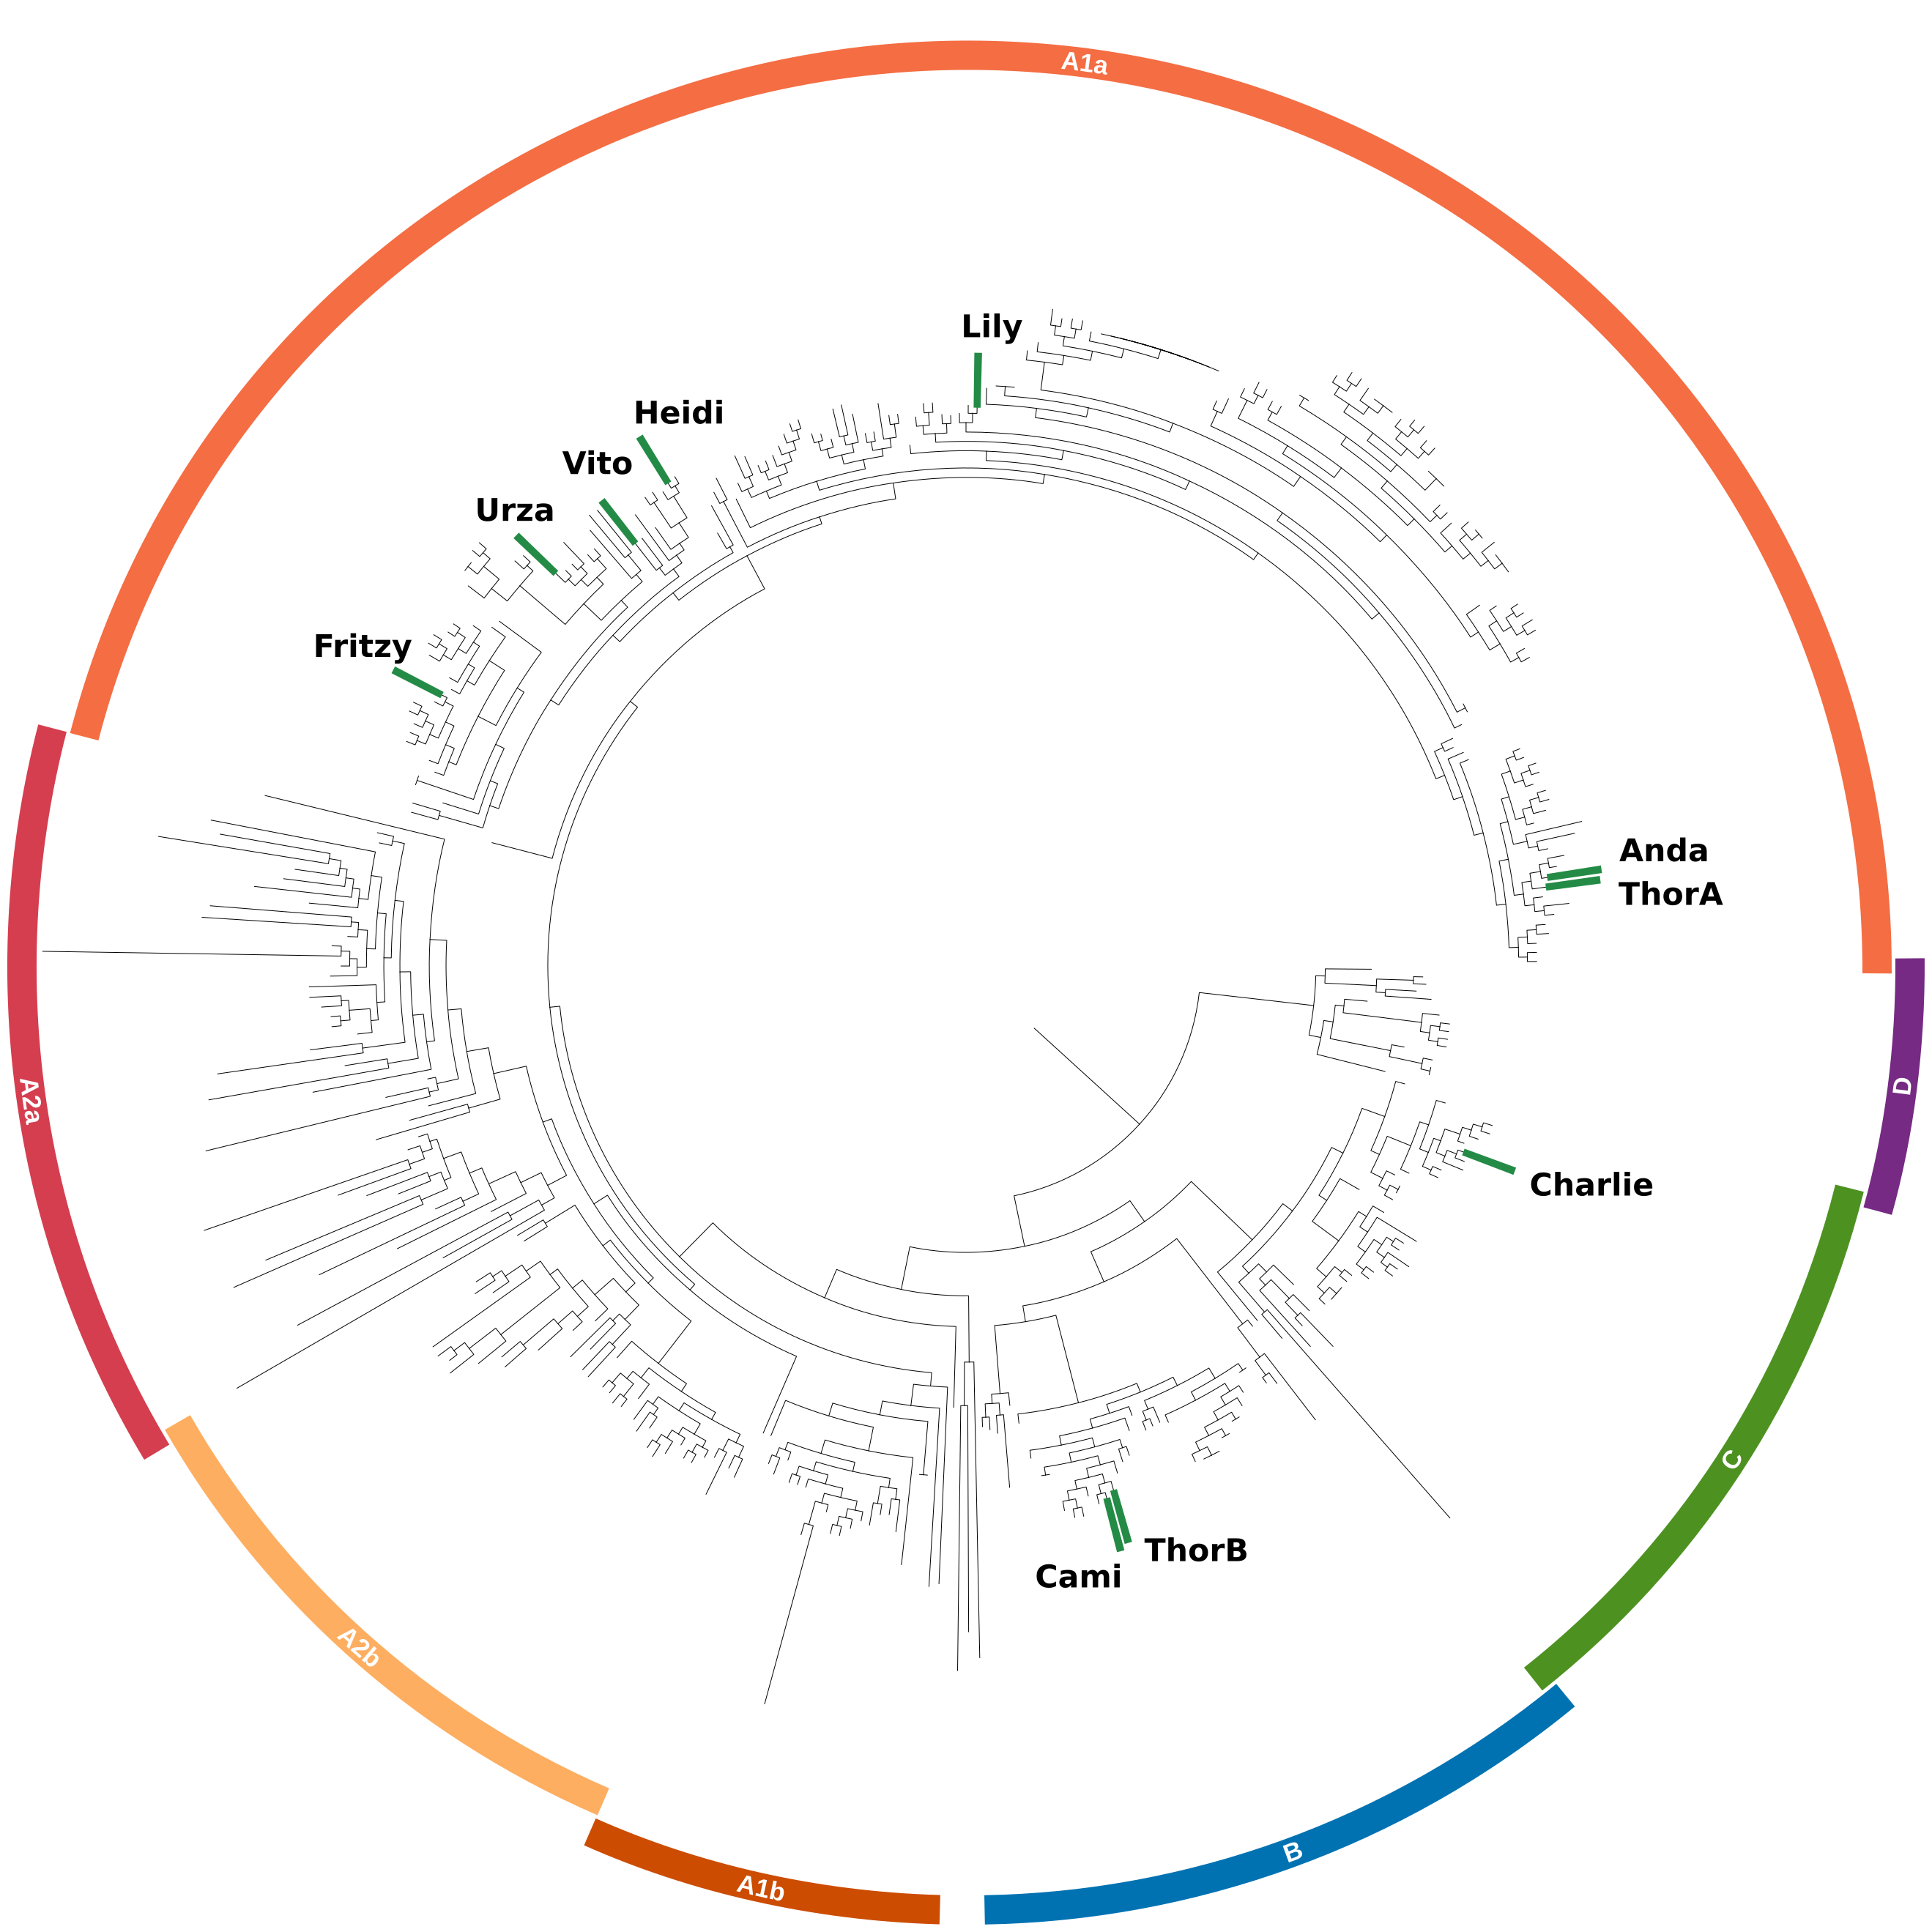 A1a
Lily
Heidi
Vito
Urza
Fritzy
Anda
ThorA
D
A2a
Charlie
C
ThorB
Cami
A2b
B
A1b